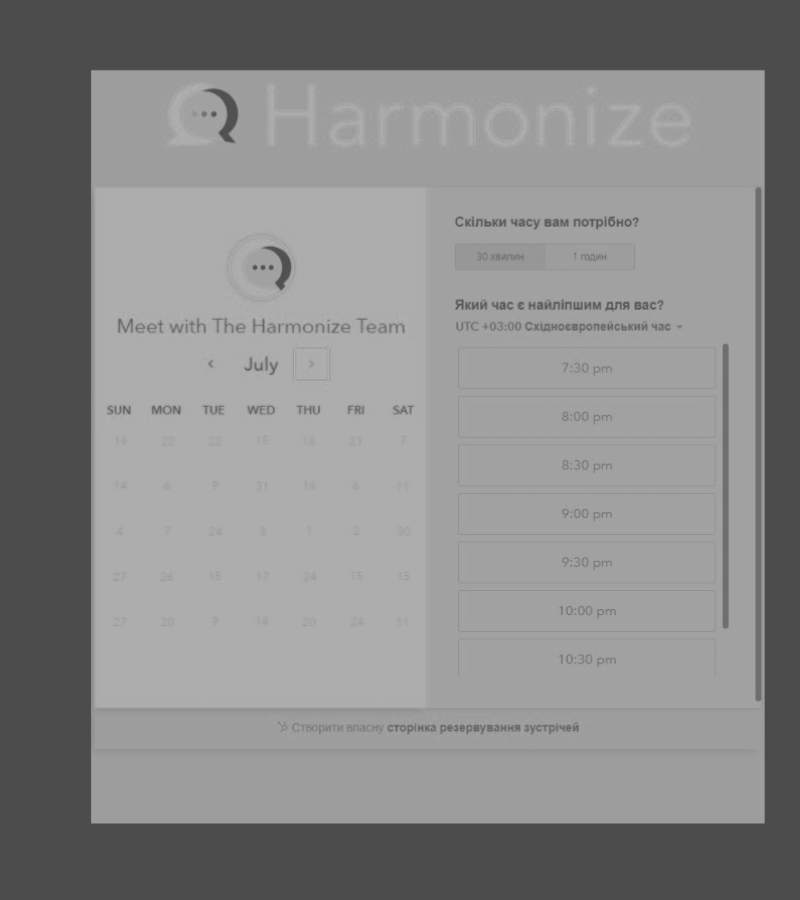 Harmonize
Meet with The Harmonize Team
July
SUN MON TUE WED THU FRI SAT
16 22 22 15 18 21 7
14 6 9 31 16 6 11
4 7 24 3 1 2 30
27 26 15 17 24 15 15
27 20 9 14 20 24 11
Скільки часу вам потрібно?
30 хвилин 1 годин
Який час є найліпшим для вас?
UTC +03:00 Східноєвропейський час
7:30 pm
8:00 pm
8:30 pm
9:00 pm
9:30 pm
10:00 pm
10:30 pm
Створити власну сторінка резервування зустрічей